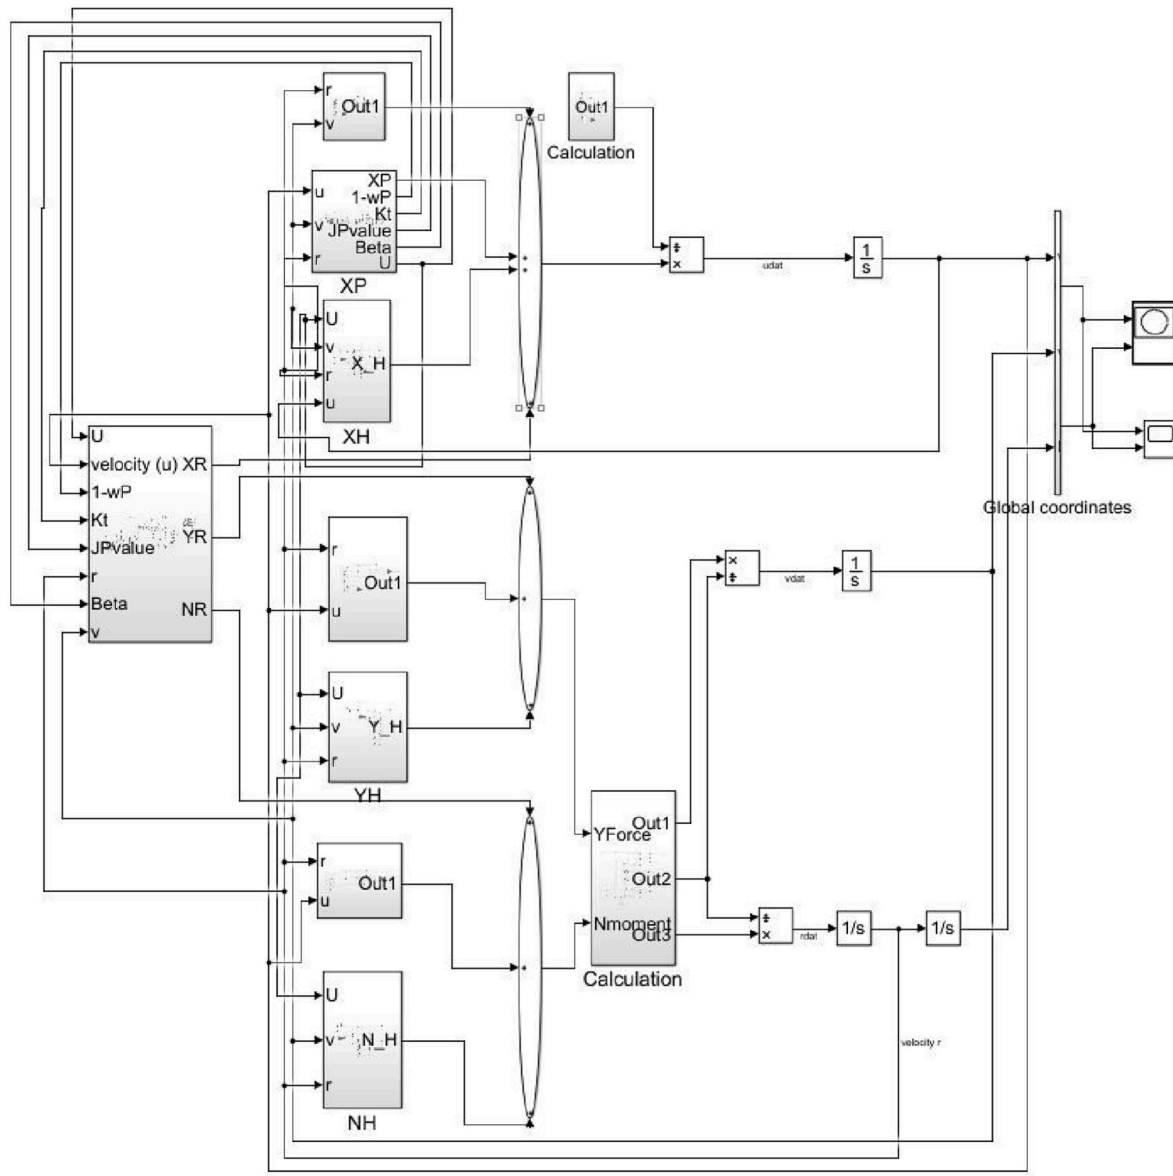 r
v
Out1
Out1
Calculation
u
v
r
XP
1-wP
Kt
JPvalue
Beta
U
XP
÷
×
udat
1
s
U
v
r
u
X_H
XH
U
velocity (u)
1-wP
Kt
JPvalue
r
Beta
v
XR
YR
NR
Global coordinates
r
u
Out1
×
÷
vdat
1
s
U
v
r
Y_H
YH
YForce
Nmoment
Out1
Out2
Out3
Calculation
r
u
Out1
÷
×
rdat
1/s
1/s
U
v
r
N_H
NH
velocity r